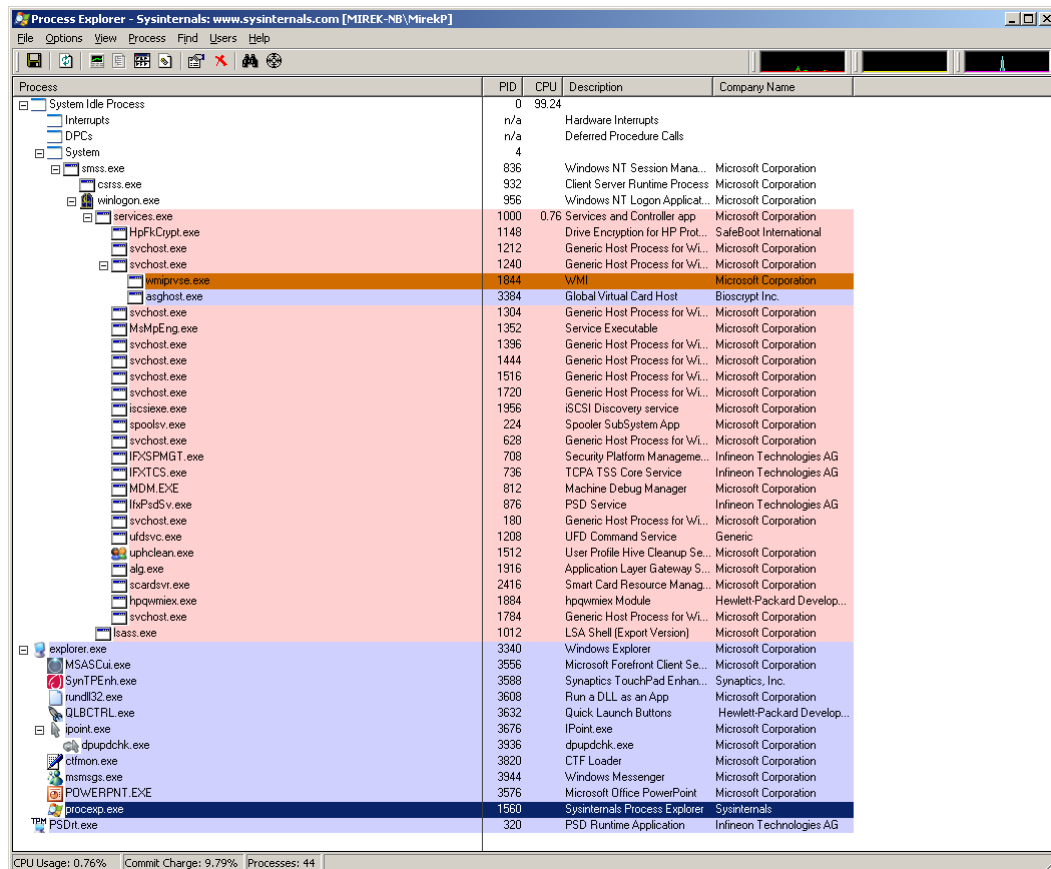 Process Explorer - Sysinternals: www.sysinternals.com [MIREK-NB\MirekP]
File Options View Process Find Users Help
Process PID CPU Description Company Name
System Idle Process 0 99.24
Interrupts n/a Hardware Interrupts
DPCs n/a Deferred Procedure Calls
System 4
smss.exe 836 Windows NT Session Mana... Microsoft Corporation
csrss.exe 932 Client Server Runtime Process Microsoft Corporation
winlogon.exe 956 Windows NT Logon Applicat... Microsoft Corporation
services.exe 1000 0.76 Services and Controller app Microsoft Corporation
HpFkCrypt.exe 1148 Drive Encryption for HP Prot... SafeBoot International
svchost.exe 1212 Generic Host Process for Wi... Microsoft Corporation
svchost.exe 1240 Generic Host Process for Wi... Microsoft Corporation
wmiprvse.exe 1844 WMI Microsoft Corporation
asghost.exe 3384 Global Virtual Card Host Bioscrypt Inc.
svchost.exe 1304 Generic Host Process for Wi... Microsoft Corporation
MsMpEng.exe 1352 Service Executable Microsoft Corporation
svchost.exe 1396 Generic Host Process for Wi... Microsoft Corporation
svchost.exe 1444 Generic Host Process for Wi... Microsoft Corporation
svchost.exe 1516 Generic Host Process for Wi... Microsoft Corporation
svchost.exe 1720 Generic Host Process for Wi... Microsoft Corporation
iscsiexe.exe 1956 iSCSI Discovery service Microsoft Corporation
spoolsv.exe 224 Spooler SubSystem App Microsoft Corporation
svchost.exe 628 Generic Host Process for Wi... Microsoft Corporation
IFXSPMGT.exe 708 Security Platform Manageme... Infineon Technologies AG
IFXTCS.exe 736 TCPA TSS Core Service Infineon Technologies AG
MDM.EXE 812 Machine Debug Manager Microsoft Corporation
IfxPsdSv.exe 876 PSD Service Infineon Technologies AG
svchost.exe 180 Generic Host Process for Wi... Microsoft Corporation
ufdsvc.exe 1208 UFD Command Service Generic
uphclean.exe 1512 User Profile Hive Cleanup Se... Microsoft Corporation
alg.exe 1916 Application Layer Gateway S... Microsoft Corporation
scardsvr.exe 2416 Smart Card Resource Manag... Microsoft Corporation
hpqwmiex.exe 1884 hpqwmiex Module Hewlett-Packard Develop...
svchost.exe 1784 Generic Host Process for Wi... Microsoft Corporation
lsass.exe 1012 LSA Shell (Export Version) Microsoft Corporation
explorer.exe 3340 Windows Explorer Microsoft Corporation
MSASCui.exe 3556 Microsoft Forefront Client Se... Microsoft Corporation
SynTPEnh.exe 3588 Synaptics TouchPad Enhan... Synaptics, Inc.
rundll32.exe 3608 Run a DLL as an App Microsoft Corporation
QLBCTRL.exe 3632 Quick Launch Buttons Hewlett-Packard Develop...
ipoint.exe 3676 IPoint.exe Microsoft Corporation
dpupdchk.exe 3936 dpupdchk.exe Microsoft Corporation
ctfmon.exe 3820 CTF Loader Microsoft Corporation
msmsgs.exe 3944 Windows Messenger Microsoft Corporation
POWERPNT.EXE 3576 Microsoft Office PowerPoint Microsoft Corporation
procexp.exe 1560 Sysinternals Process Explorer Sysinternals
TPM PSDrt.exe 320 PSD Runtime Application Infineon Technologies AG
CPU Usage: 0.76% Commit Charge: 9.79% Processes: 44